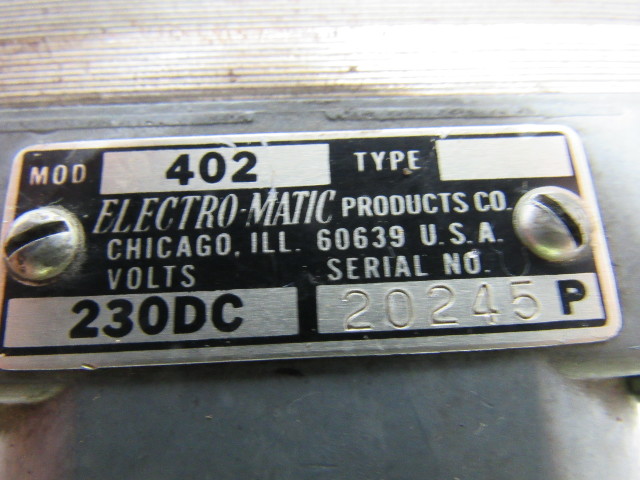 MOD 402 TYPE
ELECTRO-MATIC PRODUCTS CO.
CHICAGO, ILL. 60639 U.S.A.
VOLTS SERIAL NO.
230DC 20245 P